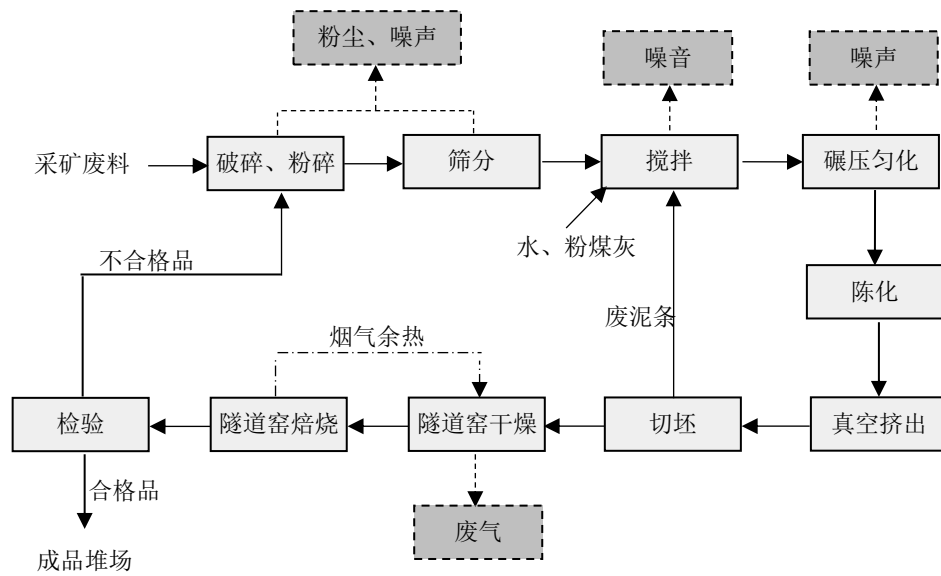 粉尘、噪声
噪音
噪声
采矿废料
破碎、粉碎
筛分
搅拌
碾压匀化
水、粉煤灰
不合格品
陈化
废泥条
烟气余热
检验
隧道窑焙烧
隧道窑干燥
切坯
真空挤出
合格品
废气
成品堆场